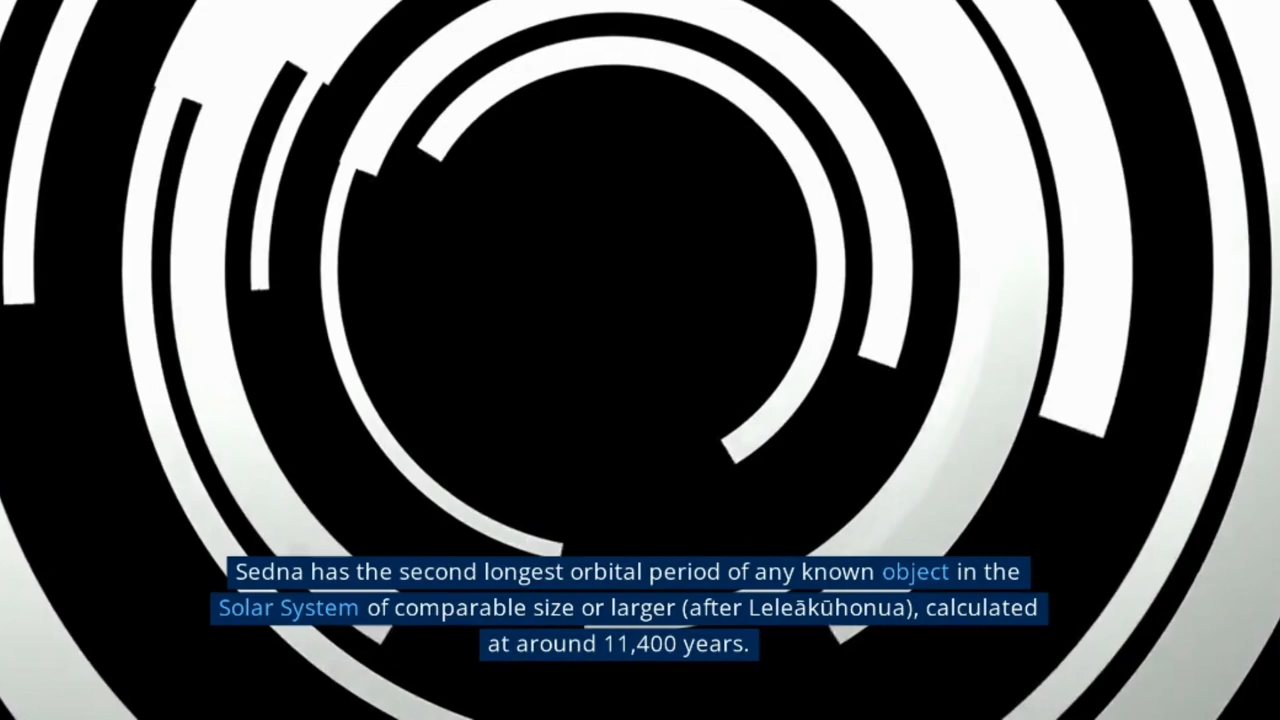 Sedna has the second longest orbital period of any known object in the
Solar System of comparable size or larger (after Leleākūhonua), calculated
at around 11,400 years.